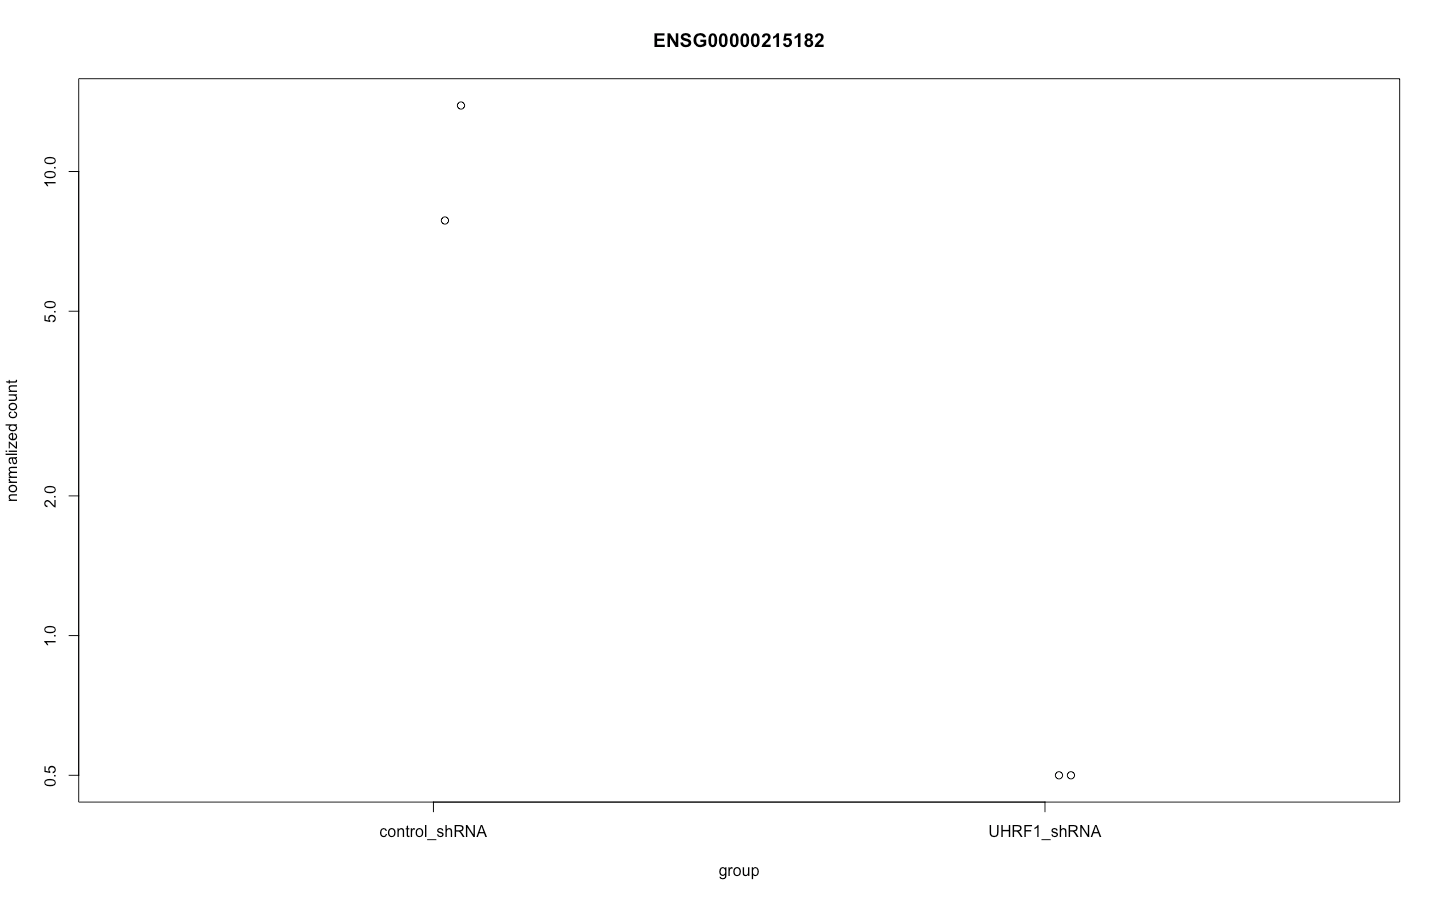 ENSG00000215182
normalized count
10.0
5.0
2.0
1.0
0.5
control_shRNA
UHRF1_shRNA
group